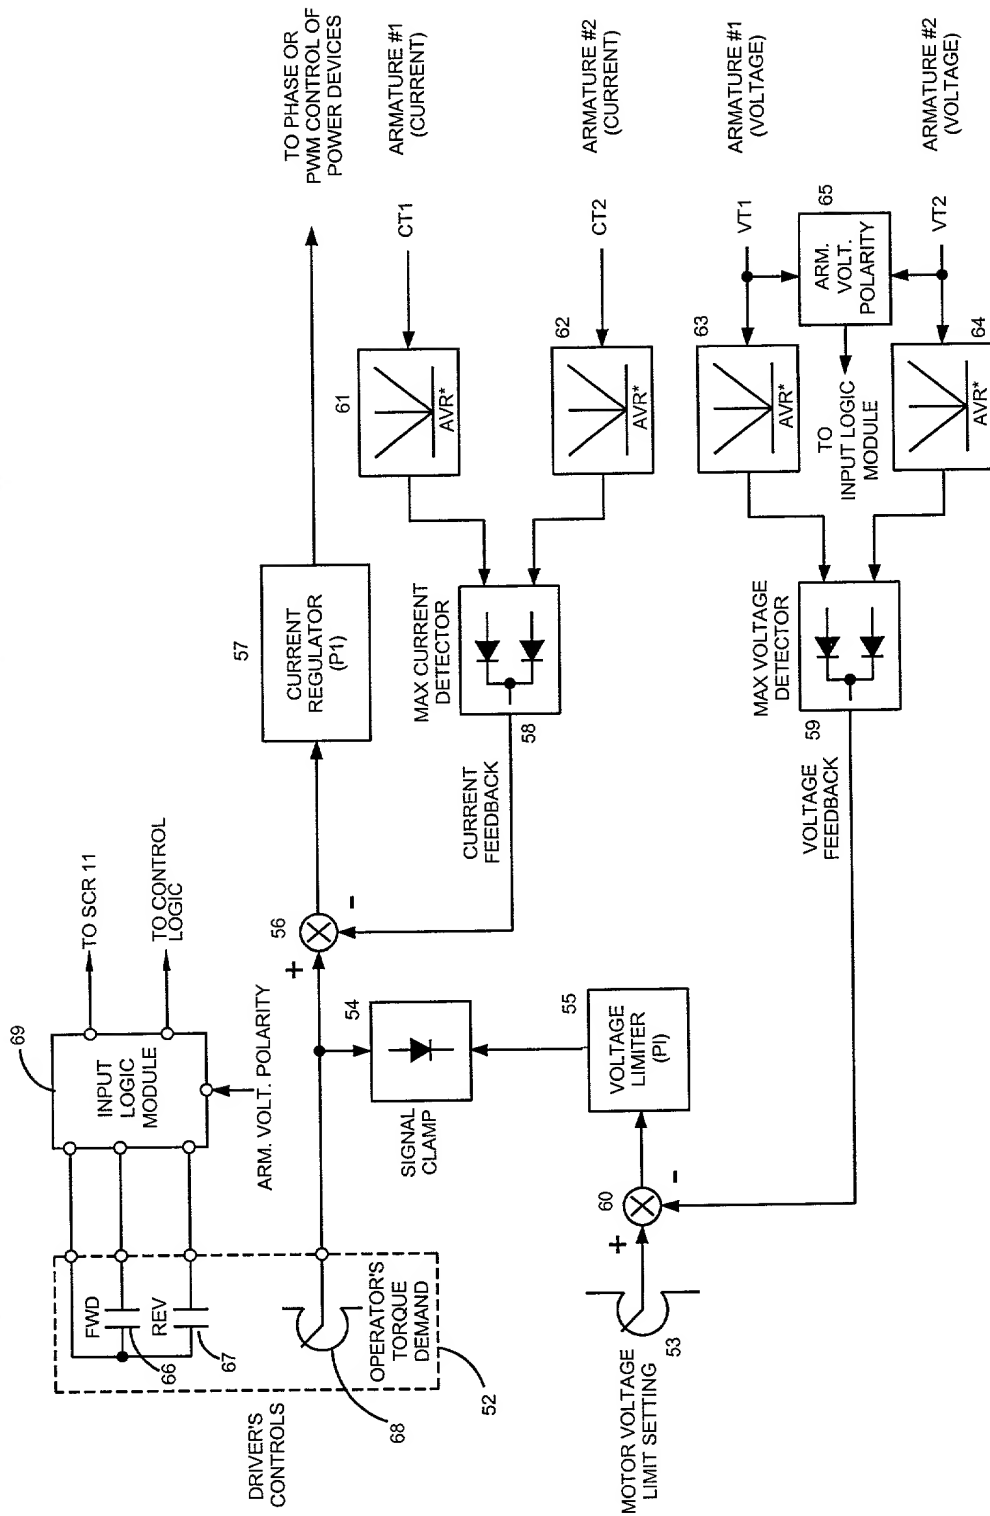 DRIVER'S
CONTROLS
FWD
66
REV
67
OPERATOR'S
TORQUE
DEMAND
68
52
69
INPUT
LOGIC
MODULE
TO SCR 11
TO CONTROL
LOGIC
ARM. VOLT. POLARITY
+
56
-
57
CURRENT
REGULATOR
(P1)
TO PHASE OR
PWM CONTROL OF
POWER DEVICES
54
SIGNAL
CLAMP
55
VOLTAGE
LIMITER
(PI)
CURRENT
FEEDBACK
58
MAX CURRENT
DETECTOR
61
AVR*
CT1
ARMATURE #1
(CURRENT)
62
AVR*
CT2
ARMATURE #2
(CURRENT)
MOTOR VOLTAGE
LIMIT SETTING
53
+
60
-
VOLTAGE
FEEDBACK
59
MAX VOLTAGE
DETECTOR
63
AVR*
VT1
ARMATURE #1
(VOLTAGE)
TO
INPUT LOGIC
MODULE
65
ARM.
VOLT.
POLARITY
64
AVR*
VT2
ARMATURE #2
(VOLTAGE)